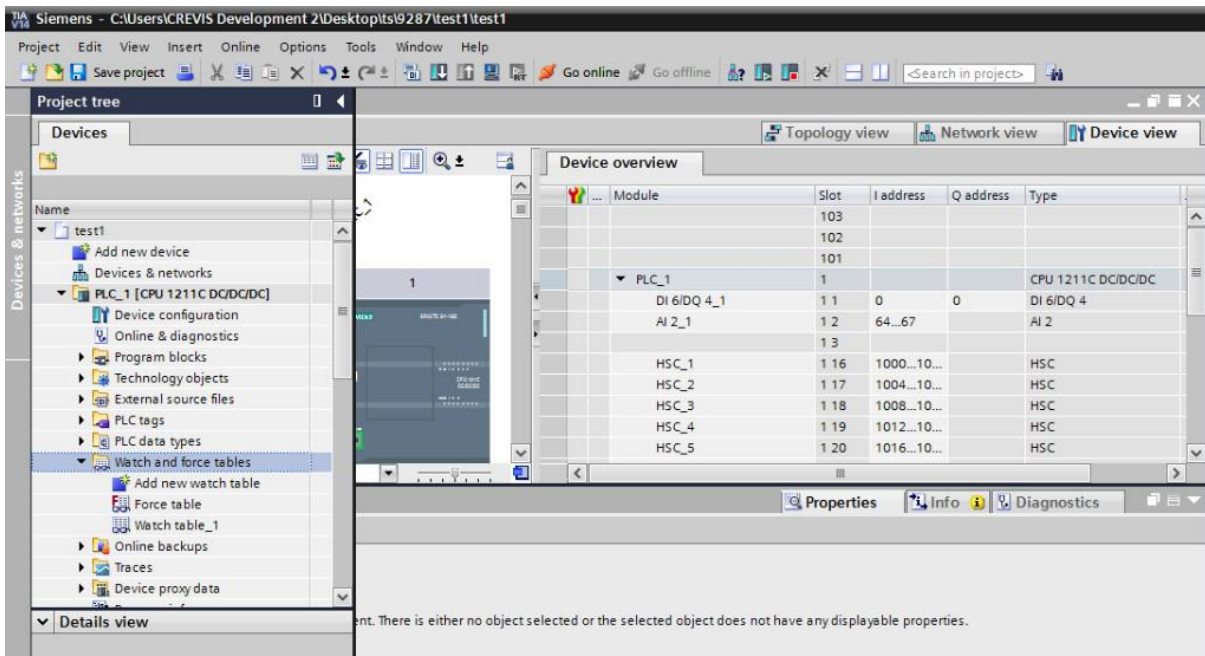 TIA V14 Siemens - C:\Users\CREVIS Development 2\Desktop\ts\9287\test1\test1
Project Edit View Insert Online Options Tools Window Help
Save project Go online Go offline <Search in project>
Project tree
Devices
Topology view Network view Device view
Devices & networks
Device overview
Name
test1
Add new device
Devices & networks
PLC_1 [CPU 1211C DC/DC/DC]
Device configuration
Online & diagnostics
Program blocks
Technology objects
External source files
PLC tags
PLC data types
Watch and force tables
Add new watch table
Force table
Watch table_1
Online backups
Traces
Device proxy data
Details view
1
... Module Slot I address Q address Type
103
102
101
PLC_1 1 CPU 1211C DC/DC/DC
DI 6/DQ 4_1 1 1 0 0 DI 6/DQ 4
AI 2_1 1 2 64...67 AI 2
1 3
HSC_1 1 16 1000...10... HSC
HSC_2 1 17 1004...10... HSC
HSC_3 1 18 1008...10... HSC
HSC_4 1 19 1012...10... HSC
HSC_5 1 20 1016...10... HSC
Properties Info Diagnostics
ent. There is either no object selected or the selected object does not have any displayable properties.